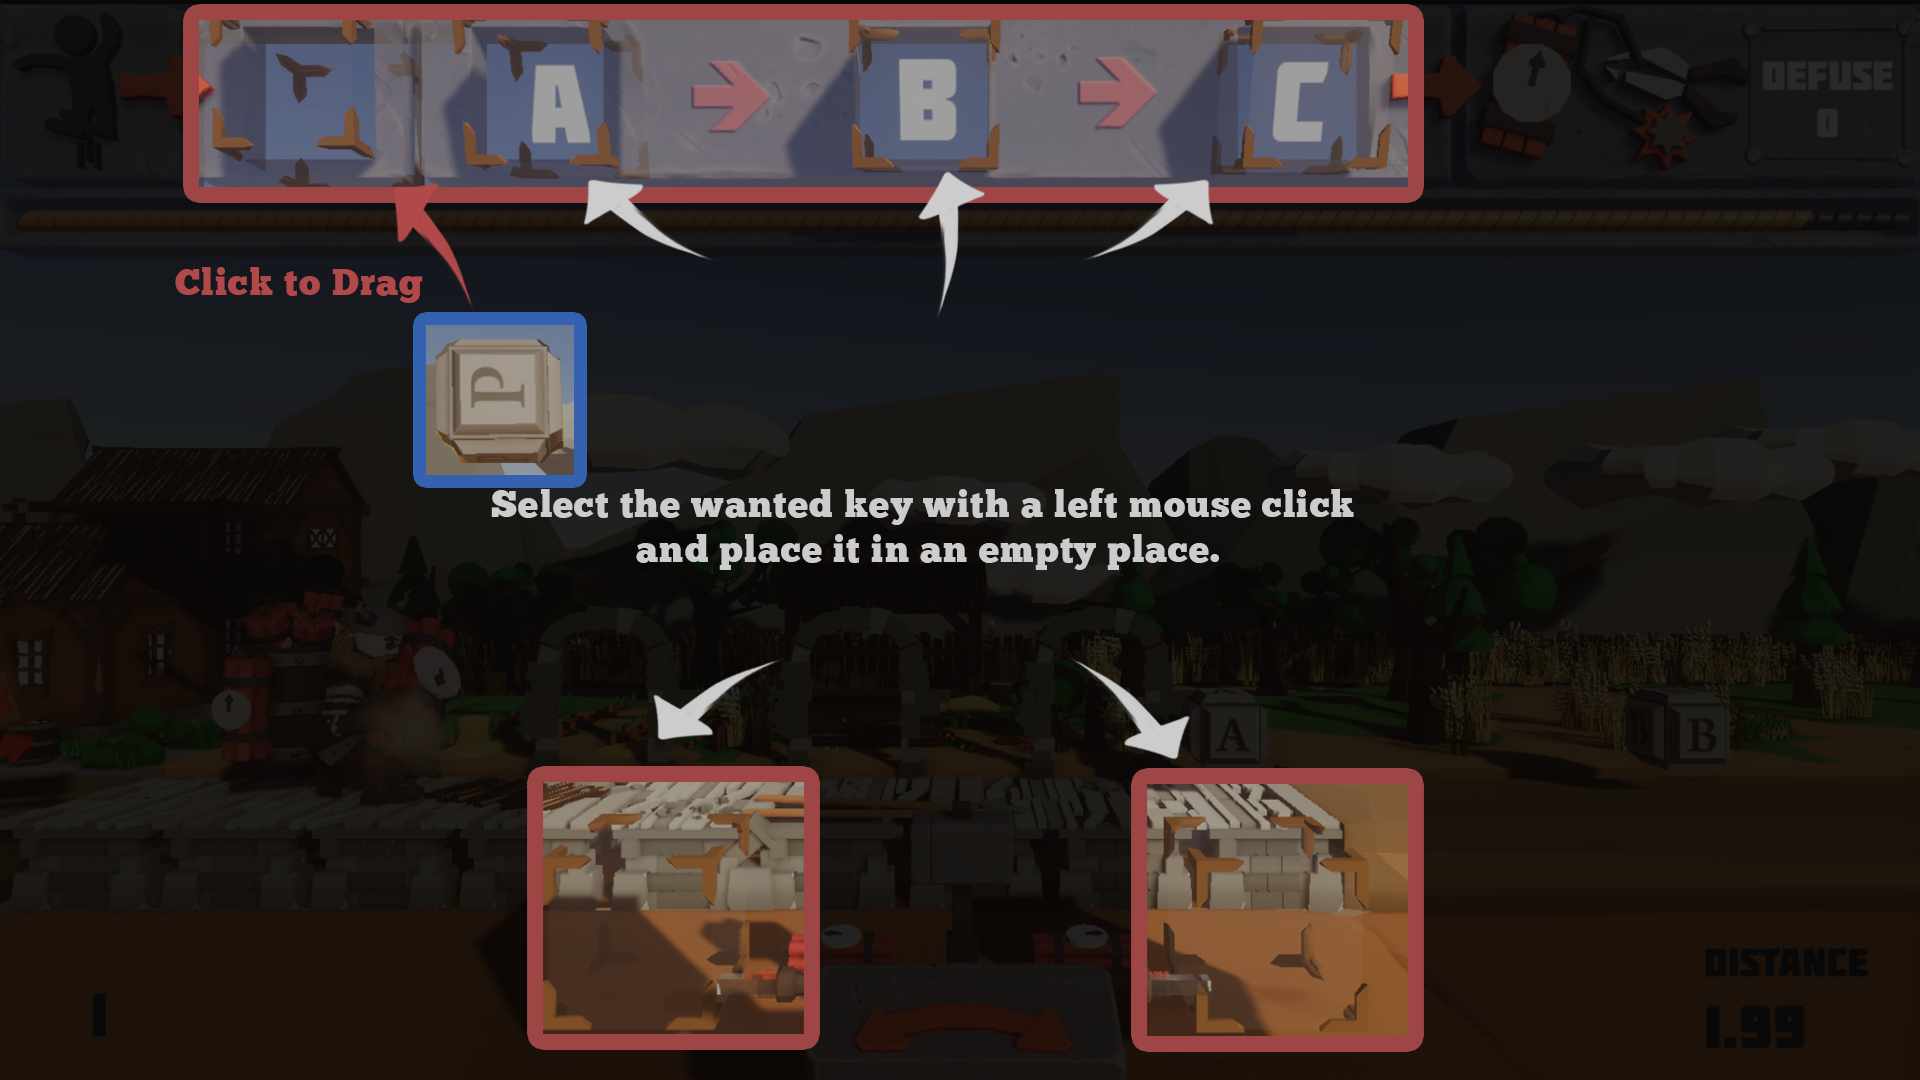 A
B
C
DEFUSE
0
Click to Drag
P
Select the wanted key with a left mouse click
and place it in an empty place.
A
B
B
DISTANCE
1
1.99